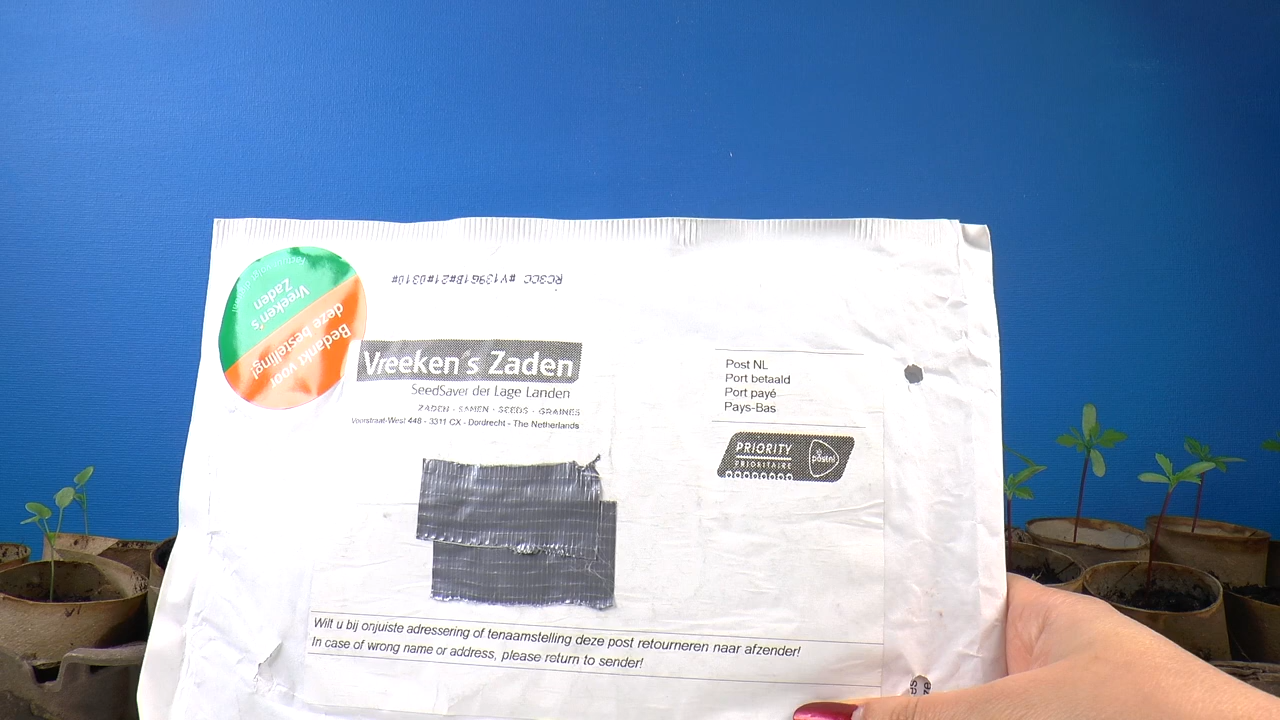 RC3CC #Y139G1B#21#0310#
Vreeken's
Zaden
Bedankt voor
deze bestelling!
Vreeken's Zaden
SeedSaver der Lage Landen
ZADEN - SAMEN - SEEDS - GRAINES
Voorstraat-West 448 - 3311 CX - Dordrecht - The Netherlands
Post NL
Port betaald
Port payé
Pays-Bas
PRIORITY
PRIORITAIRE
postnl
Wilt u bij onjuiste adressering of tenaamstelling deze post retourneren naar afzender!
In case of wrong name or address, please return to sender!